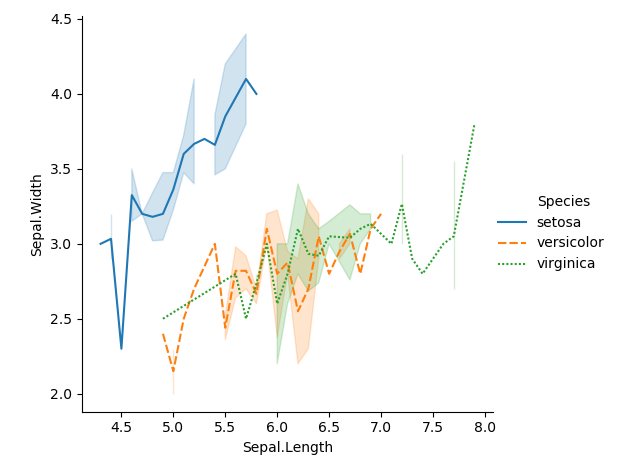 4.5
4.0
3.5
3.0
2.5
2.0
Sepal.Width
4.5 5.0 5.5 6.0 6.5 7.0 7.5 8.0
Sepal.Length
Species
setosa
versicolor
virginica